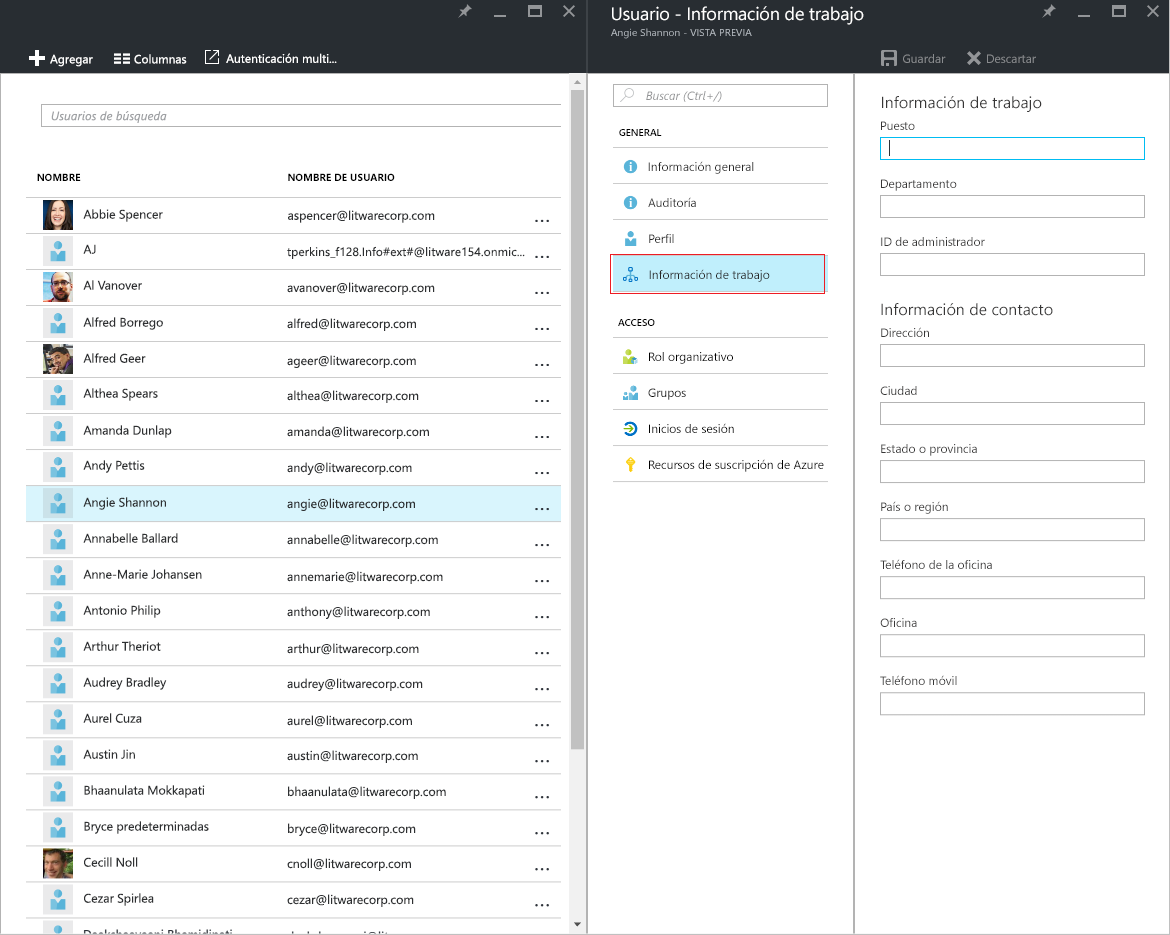 Agregar
Columnas
Autenticación multi...
Usuarios de búsqueda
NOMBRE NOMBRE DE USUARIO
Abbie Spencer aspencer@litwarecorp.com ...
AJ tperkins_f128.Info#ext#@litware154.onmic... ...
Al Vanover avanover@litwarecorp.com ...
Alfred Borrego alfred@litwarecorp.com ...
Alfred Geer ageer@litwarecorp.com ...
Althea Spears althea@litwarecorp.com ...
Amanda Dunlap amanda@litwarecorp.com ...
Andy Pettis andy@litwarecorp.com ...
Angie Shannon angie@litwarecorp.com ...
Annabelle Ballard annabelle@litwarecorp.com ...
Anne-Marie Johansen annemarie@litwarecorp.com ...
Antonio Philip anthony@litwarecorp.com ...
Arthur Theriot arthur@litwarecorp.com ...
Audrey Bradley audrey@litwarecorp.com ...
Aurel Cuza aurel@litwarecorp.com ...
Austin Jin austin@litwarecorp.com ...
Bhaanulata Mokkapati bhaanulata@litwarecorp.com ...
Bryce predeterminadas bryce@litwarecorp.com ...
Cecill Noll cnoll@litwarecorp.com ...
Cezar Spirlea cezar@litwarecorp.com ...
Usuario - Información de trabajo
Angie Shannon - VISTA PREVIA
Guardar
Descartar
Buscar (Ctrl+/)
GENERAL
Información general
Auditoría
Perfil
Información de trabajo
ACCESO
Rol organizativo
Grupos
Inicios de sesión
Recursos de suscripción de Azure
Información de trabajo
Puesto
Departamento
ID de administrador
Información de contacto
Dirección
Ciudad
Estado o provincia
País o región
Teléfono de la oficina
Oficina
Teléfono móvil